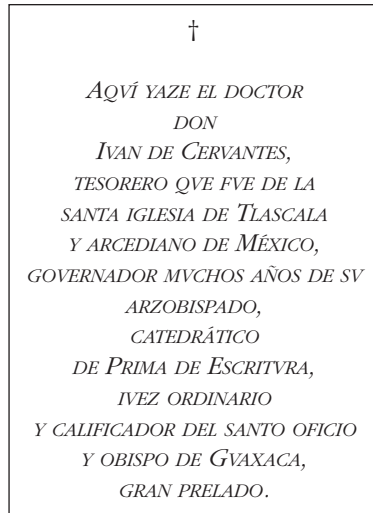 †
AQVÍ YAZE EL DOCTOR
DON
IVAN DE CERVANTES,
TESORERO QVE FVE DE LA
SANTA IGLESIA DE TLASCALA
Y ARCEDIANO DE MÉXICO,
GOVERNADOR MVCHOS AÑOS DE SV
ARZOBISPADO,
CATEDRÁTICO
DE PRIMA DE ESCRITVRA,
IVEZ ORDINARIO
Y CALIFICADOR DEL SANTO OFICIO
Y OBISPO DE GVAXACA,
GRAN PRELADO.